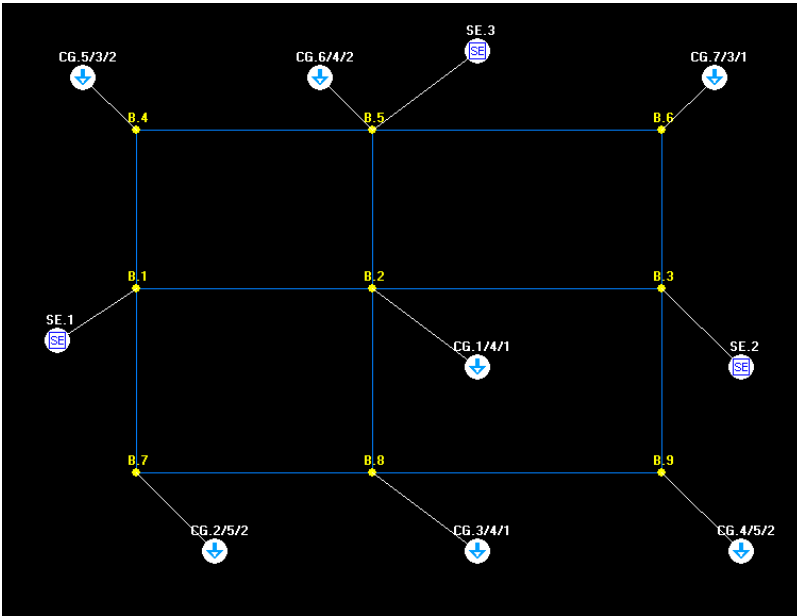 SE.3
SE
CG.5/3/2
CG.6/4/2
CG.7/3/1
B.4
B.5
B.6
B.1
B.2
B.3
SE.1
SE
CG.1/4/1
SE.2
SE
B.7
B.8
B.9
CG.2/5/2
CG.3/4/1
CG.4/5/2